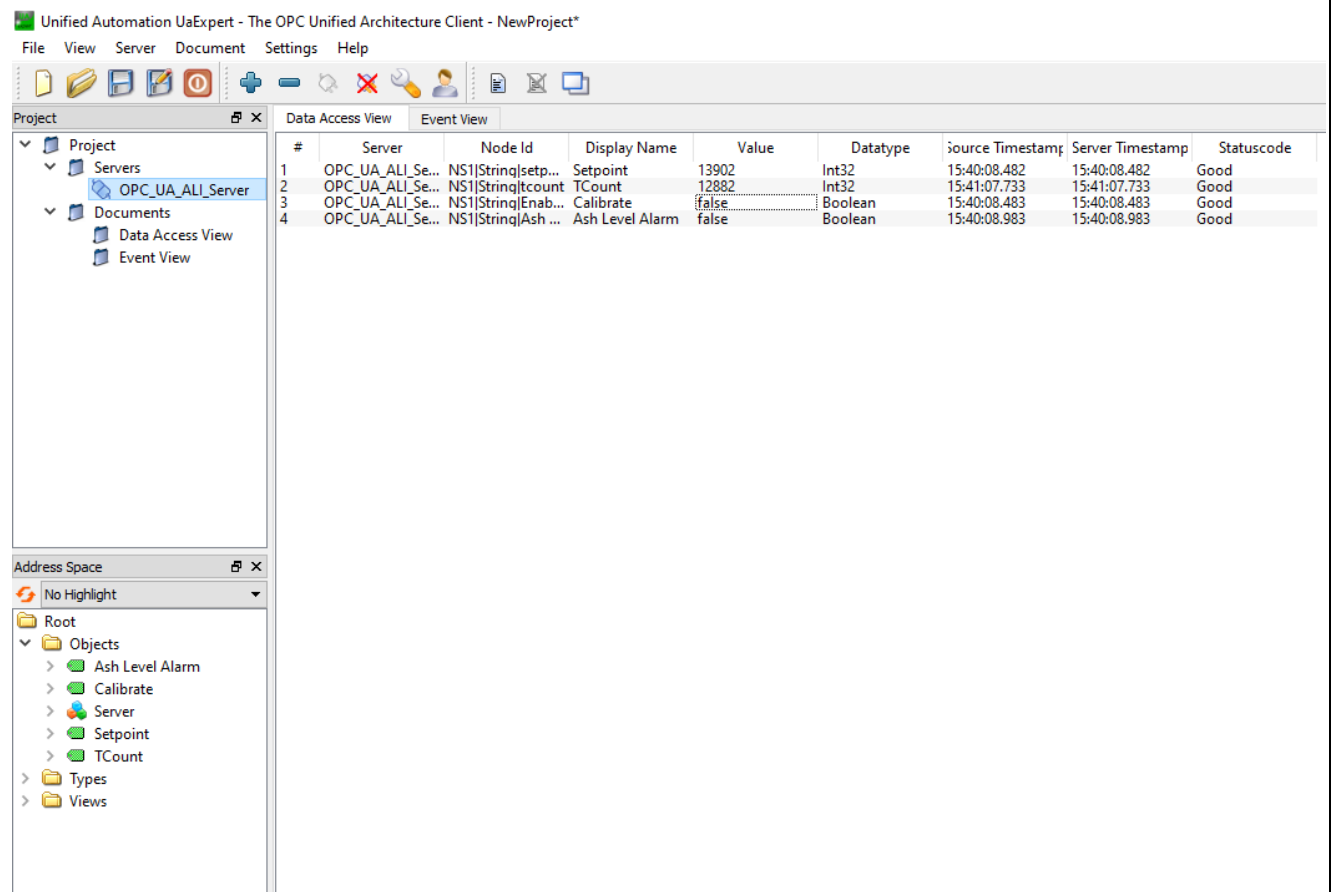 Unified Automation UaExpert - The OPC Unified Architecture Client - NewProject*
File View Server Document Settings Help
Project
Project
Servers
OPC_UA_ALI_Server
Documents
Data Access View
Event View
Data Access View Event View
# Server Node Id Display Name Value Datatype Source Timestamp Server Timestamp Statuscode
1 OPC_UA_ALI_Se... NS1|String|setp... Setpoint 13902 Int32 15:40:08.482 15:40:08.482 Good
2 OPC_UA_ALI_Se... NS1|String|tcount TCount 12882 Int32 15:41:07.733 15:41:07.733 Good
3 OPC_UA_ALI_Se... NS1|String|Enab... Calibrate false Boolean 15:40:08.483 15:40:08.483 Good
4 OPC_UA_ALI_Se... NS1|String|Ash ... Ash Level Alarm false Boolean 15:40:08.983 15:40:08.983 Good
Address Space
No Highlight
Root
Objects
Ash Level Alarm
Calibrate
Server
Setpoint
TCount
Types
Views